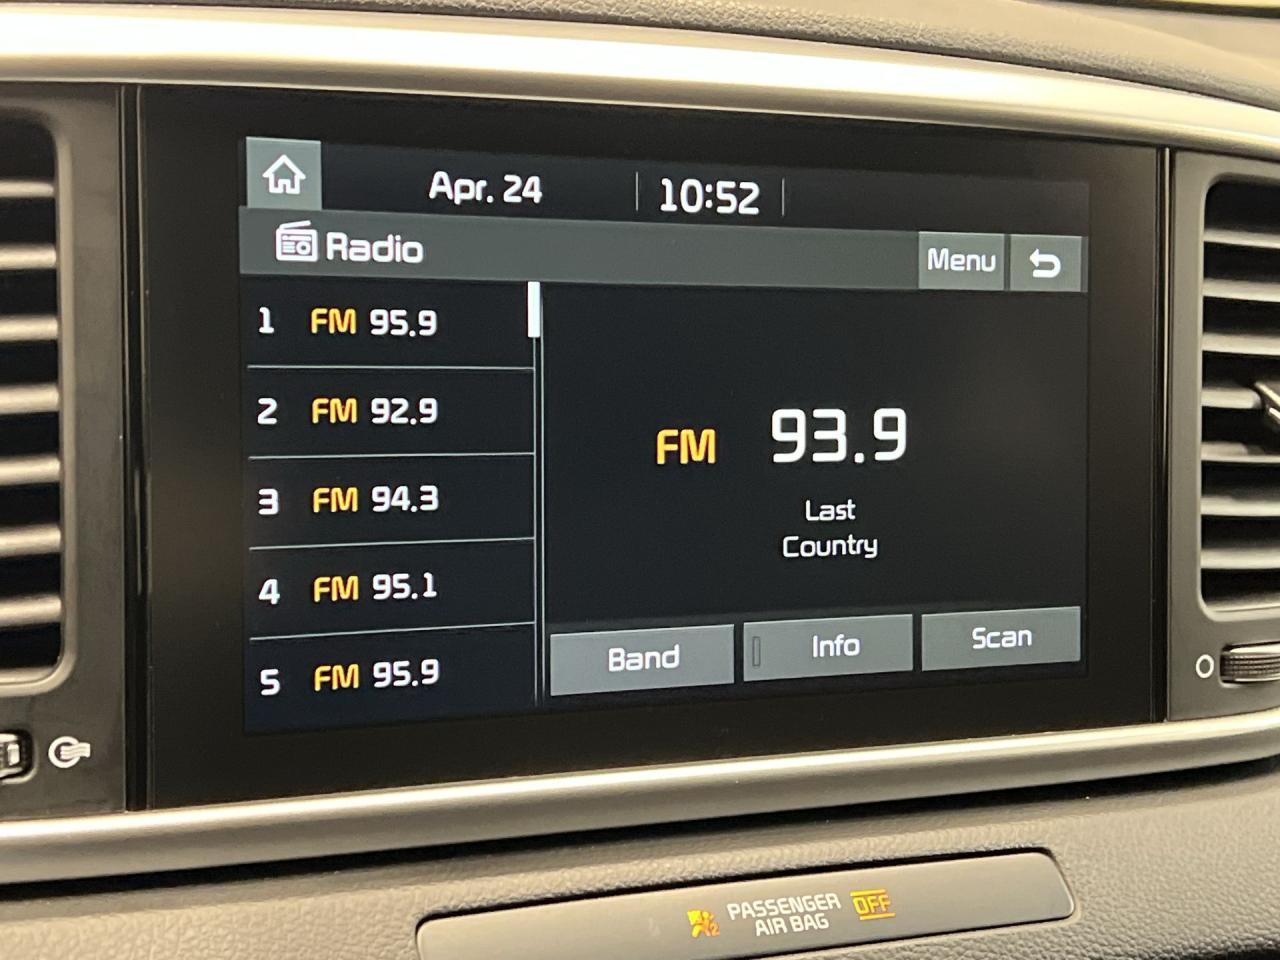 Apr. 24 10:52
Radio Menu
1 FM 95.9
2 FM 92.9
3 FM 94.3
4 FM 95.1
5 FM 95.9
FM 93.9
Last
Country
Band Info Scan
PASSENGER
AIR BAG
OFF
2